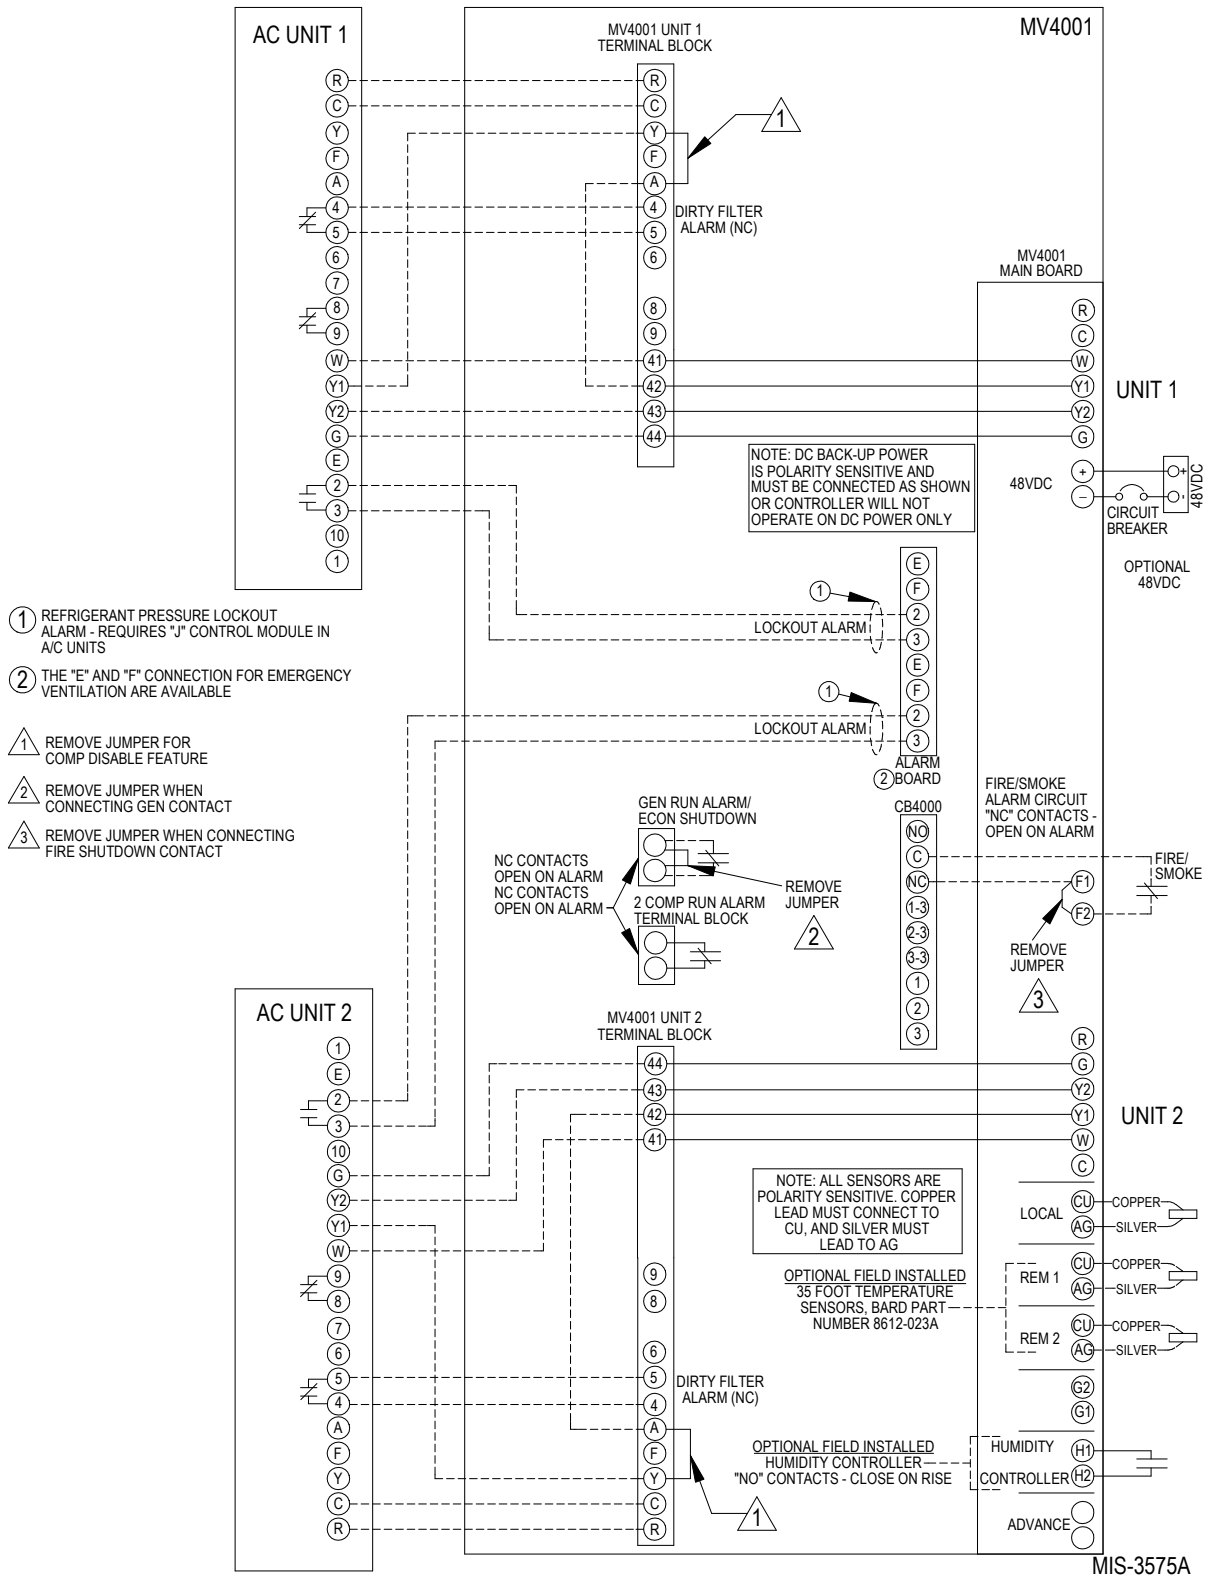 AC UNIT 1
R
C
Y
F
A
4
5
6
7
8
9
W
Y1
Y2
G
E
2
3
10
1
MV4001 UNIT 1
TERMINAL BLOCK
R
C
Y
F
A
4
5
6
8
9
41
42
43
44
1
DIRTY FILTER
ALARM (NC)
MV4001
MV4001
MAIN BOARD
R
C
W
Y1
Y2
G
UNIT 1
+
–
48VDC
+
-
48VDC
CIRCUIT
BREAKER
OPTIONAL
48VDC
NOTE: DC BACK-UP POWER
IS POLARITY SENSITIVE AND
MUST BE CONNECTED AS SHOWN
OR CONTROLLER WILL NOT
OPERATE ON DC POWER ONLY
E
F
2
3
E
F
2
3
1
LOCKOUT ALARM
1
LOCKOUT ALARM
ALARM
2 BOARD
1 REFRIGERANT PRESSURE LOCKOUT
ALARM - REQUIRES "J" CONTROL MODULE IN
A/C UNITS
2 THE "E" AND "F" CONNECTION FOR EMERGENCY
VENTILATION ARE AVAILABLE
1 REMOVE JUMPER FOR
COMP DISABLE FEATURE
2 REMOVE JUMPER WHEN
CONNECTING GEN CONTACT
3 REMOVE JUMPER WHEN CONNECTING
FIRE SHUTDOWN CONTACT
GEN RUN ALARM/
ECON SHUTDOWN
NC CONTACTS
OPEN ON ALARM
NC CONTACTS
OPEN ON ALARM
2 COMP RUN ALARM
TERMINAL BLOCK
REMOVE
JUMPER
2
CB4000
NO
C
NC
1-3
2-3
3-3
1
2
3
FIRE/SMOKE
ALARM CIRCUIT
"NC" CONTACTS -
OPEN ON ALARM
F1
F2
FIRE/
SMOKE
REMOVE
JUMPER
3
AC UNIT 2
1
E
2
3
10
G
Y2
Y1
W
9
8
7
6
5
4
A
F
Y
C
R
MV4001 UNIT 2
TERMINAL BLOCK
44
43
42
41
9
8
6
5
4
A
F
Y
C
R
DIRTY FILTER
ALARM (NC)
1
R
G
Y2
Y1
W
C
UNIT 2
NOTE: ALL SENSORS ARE
POLARITY SENSITIVE. COPPER
LEAD MUST CONNECT TO
CU, AND SILVER MUST
LEAD TO AG
LOCAL
CU COPPER
AG SILVER
REM 1
CU COPPER
AG SILVER
REM 2
CU COPPER
AG SILVER
OPTIONAL FIELD INSTALLED
35 FOOT TEMPERATURE
SENSORS, BARD PART
NUMBER 8612-023A
G2
G1
OPTIONAL FIELD INSTALLED
HUMIDITY CONTROLLER
"NO" CONTACTS - CLOSE ON RISE
HUMIDITY H1
CONTROLLER H2
ADVANCE
MIS-3575A